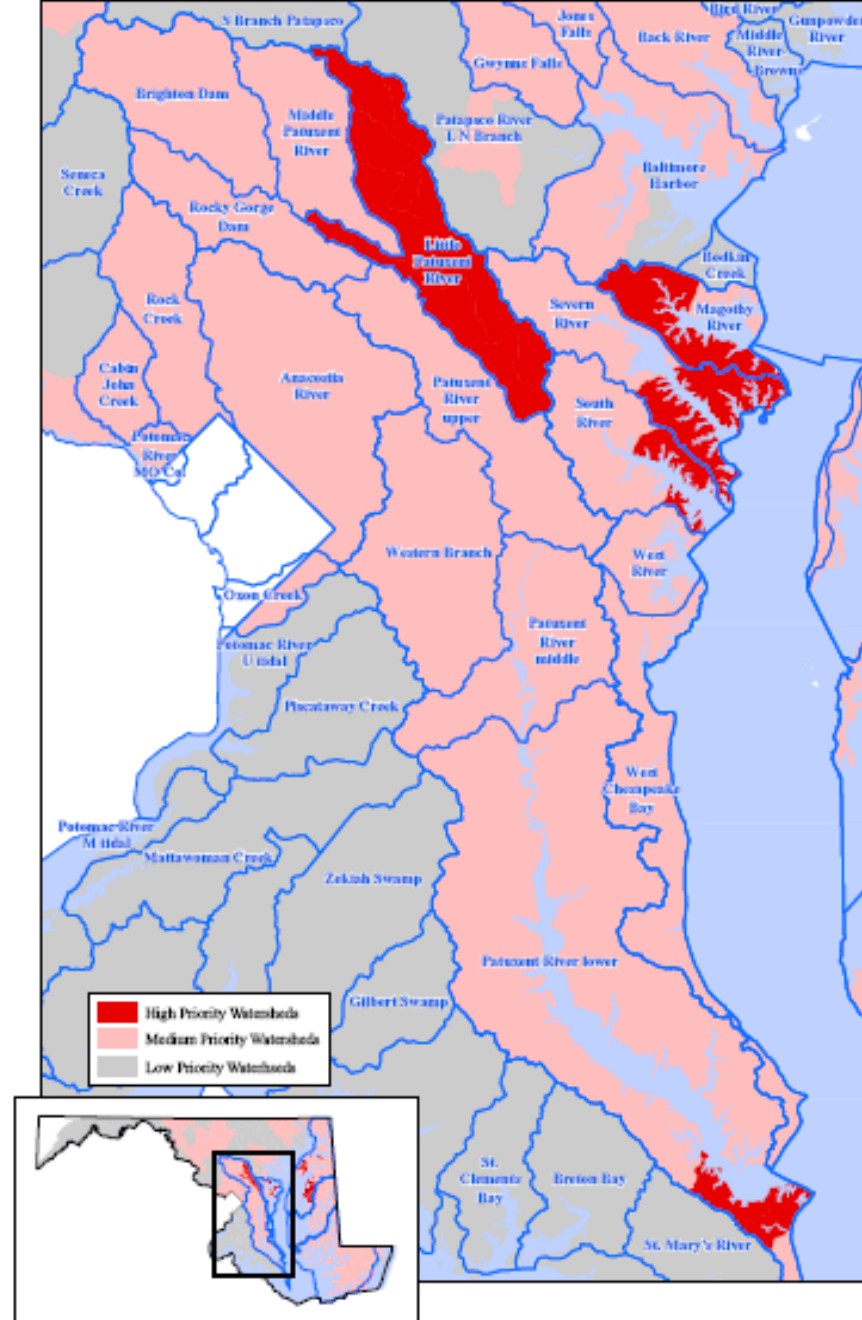 S Branch Patapsco
Jones
Falls
Bird River
Gunpowder
River
Back River
Middle
River
Browns
Gwynns Falls
Brighton Dam
Middle
Patuxent
River
Patapsco River
L N Branch
Seneca
Creek
Baltimore
Harbor
Rocky Gorge
Dam
Little
Patuxent
River
Bodkin
Creek
Rock
Creek
Severn
River
Magothy
River
Cabin
John
Creek
Anacostia
River
Patuxent
River
upper
South
River
Potomac
River
MO Co.
Western Branch
West
River
Oxon Creek
Patuxent
River
middle
Potomac River
U tidal
Piscataway Creek
West
Chesapeake
Bay
Potomac River
M tidal
Mattawoman Creek
Zekiah Swamp
Patuxent River lower
Gilbert Swamp
High Priority Watersheds
Medium Priority Watersheds
Low Priority Waterhseds
St.
Clements
Bay
Breton Bay
St. Mary's River